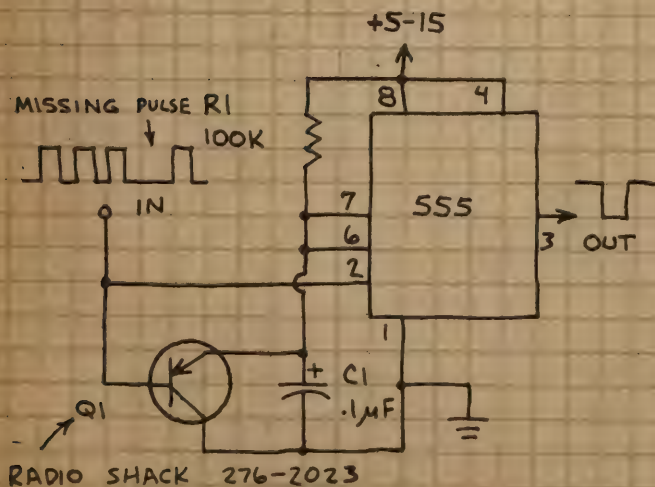 +5-15
8 4
MISSING PULSE R1
100K
IN
7
6
2
555
3
OUT
1
+ C1
.1µF
Q1
RADIO SHACK 276-2023